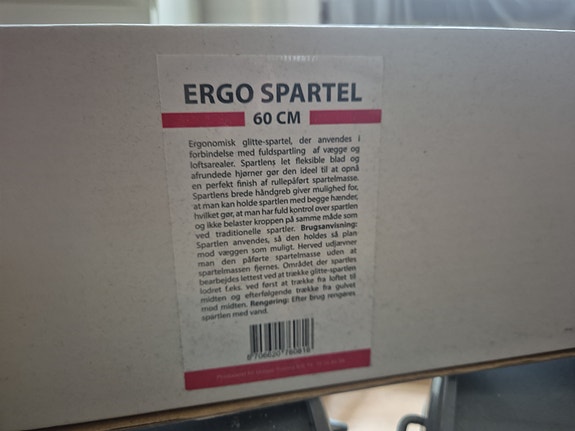 ERGO SPARTEL
60 CM
Ergonomisk glitte-spartel, der anvendes i
forbindelse med fuldspartling af vægge og
loftsarealer. Spartlens let fleksible blad og
afrundede hjørner gør den ideel til at opnå
en perfekt finish af rullepåført spartelmasse.
Spartlens brede håndgreb giver mulighed for,
at man kan holde spartlen med begge hænder,
hvilket gør, at man har fuld kontrol over spartlen
og ikke belaster kroppen på samme måde som
ved traditionelle spartler. Brugsanvisning:
Spartlen anvendes, så den holdes så plan
mod væggen som muligt. Herved udjævner
man den påførte spartelmasse uden at
spartelmassen fjernes. Området der spartles
bearbejdes lettest ved at trække glitte-spartlen
lodret f.eks. ved først at trække fra loftet til
midten og efterfølgende trække fra gulvet
mod midten. Rengøring: Efter brug rengøres
spartlen med vand.
5706620780818